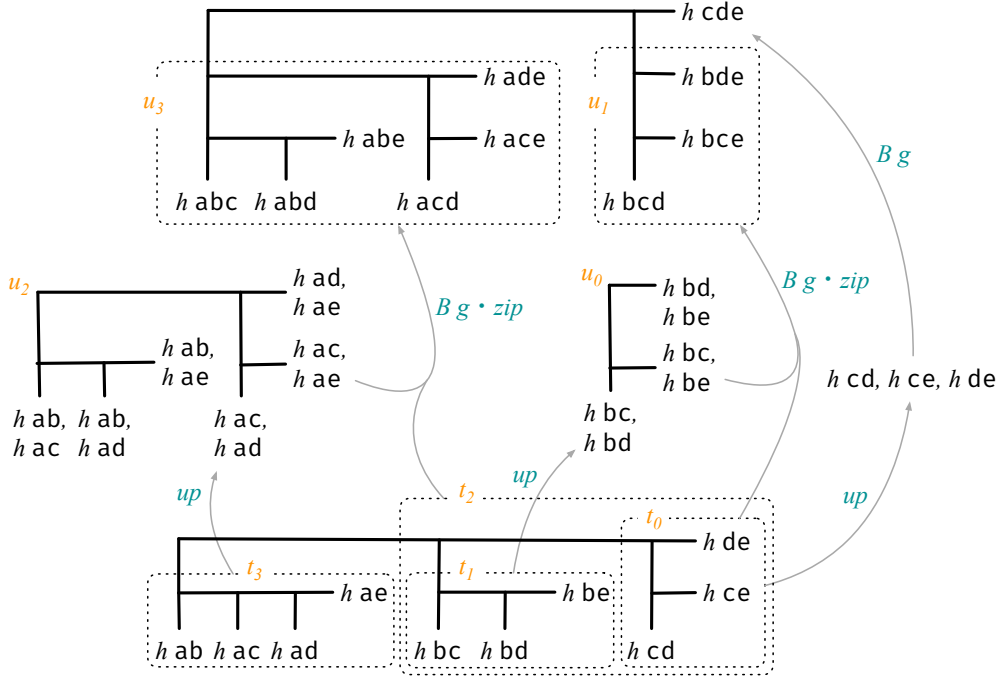 h cde
h ade
h bde
u3
u1
h abe
h ace
h bce
B g
h abc
h abd
h acd
h bcd
u2
h ad,
h ae
u0
h bd,
h be
B g · zip
B g · zip
h ab,
h ae
h ac,
h ae
h bc,
h be
h cd, h ce, h de
h ab,
h ac
h ab,
h ad
h ac,
h ad
h bc,
h bd
up
up
up
t2
t0
h de
t3
t1
h ae
h be
h ce
h ab
h ac
h ad
h bc
h bd
h cd